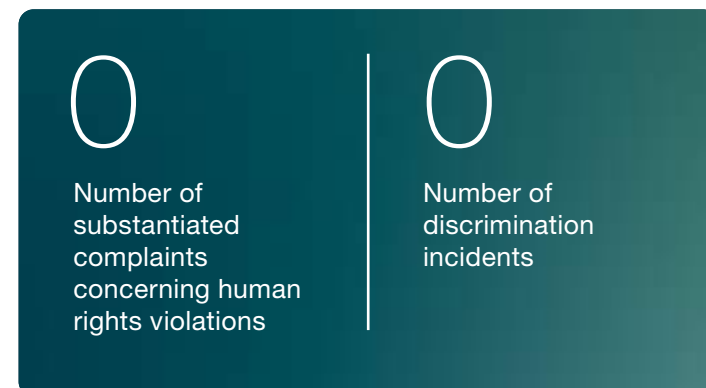 0
Number of
substantiated
complaints
concerning human
rights violations
0
Number of
discrimination
incidents